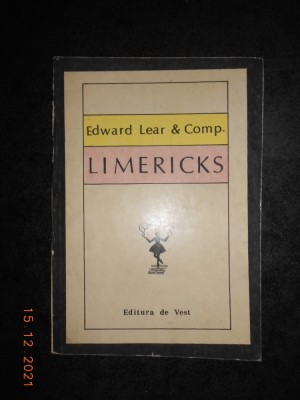 Edward Lear & Comp.
LIMERICKS
Editura de Vest
15.12.2021